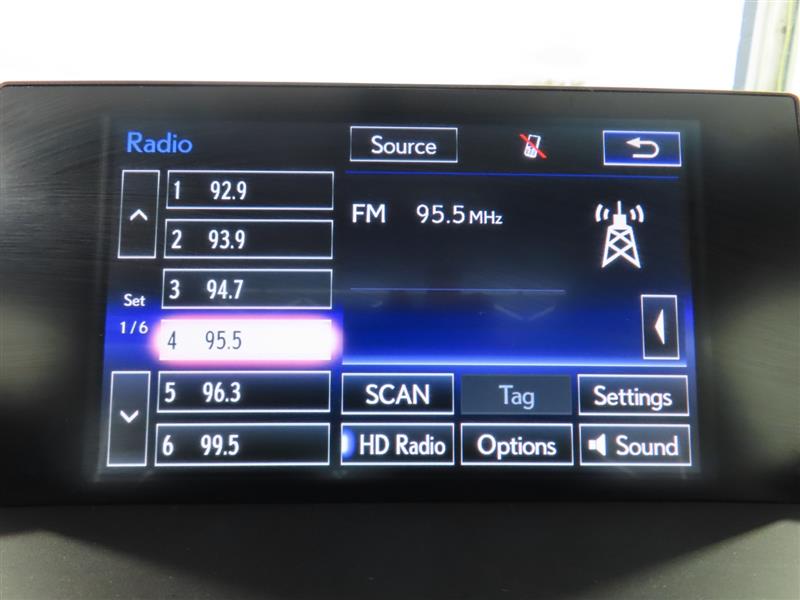 Radio
Source
1 92.9
2 93.9
3 94.7
4 95.5
5 96.3
6 99.5
Set
1/6
FM 95.5 MHz
SCAN
Tag
Settings
HD Radio
Options
Sound